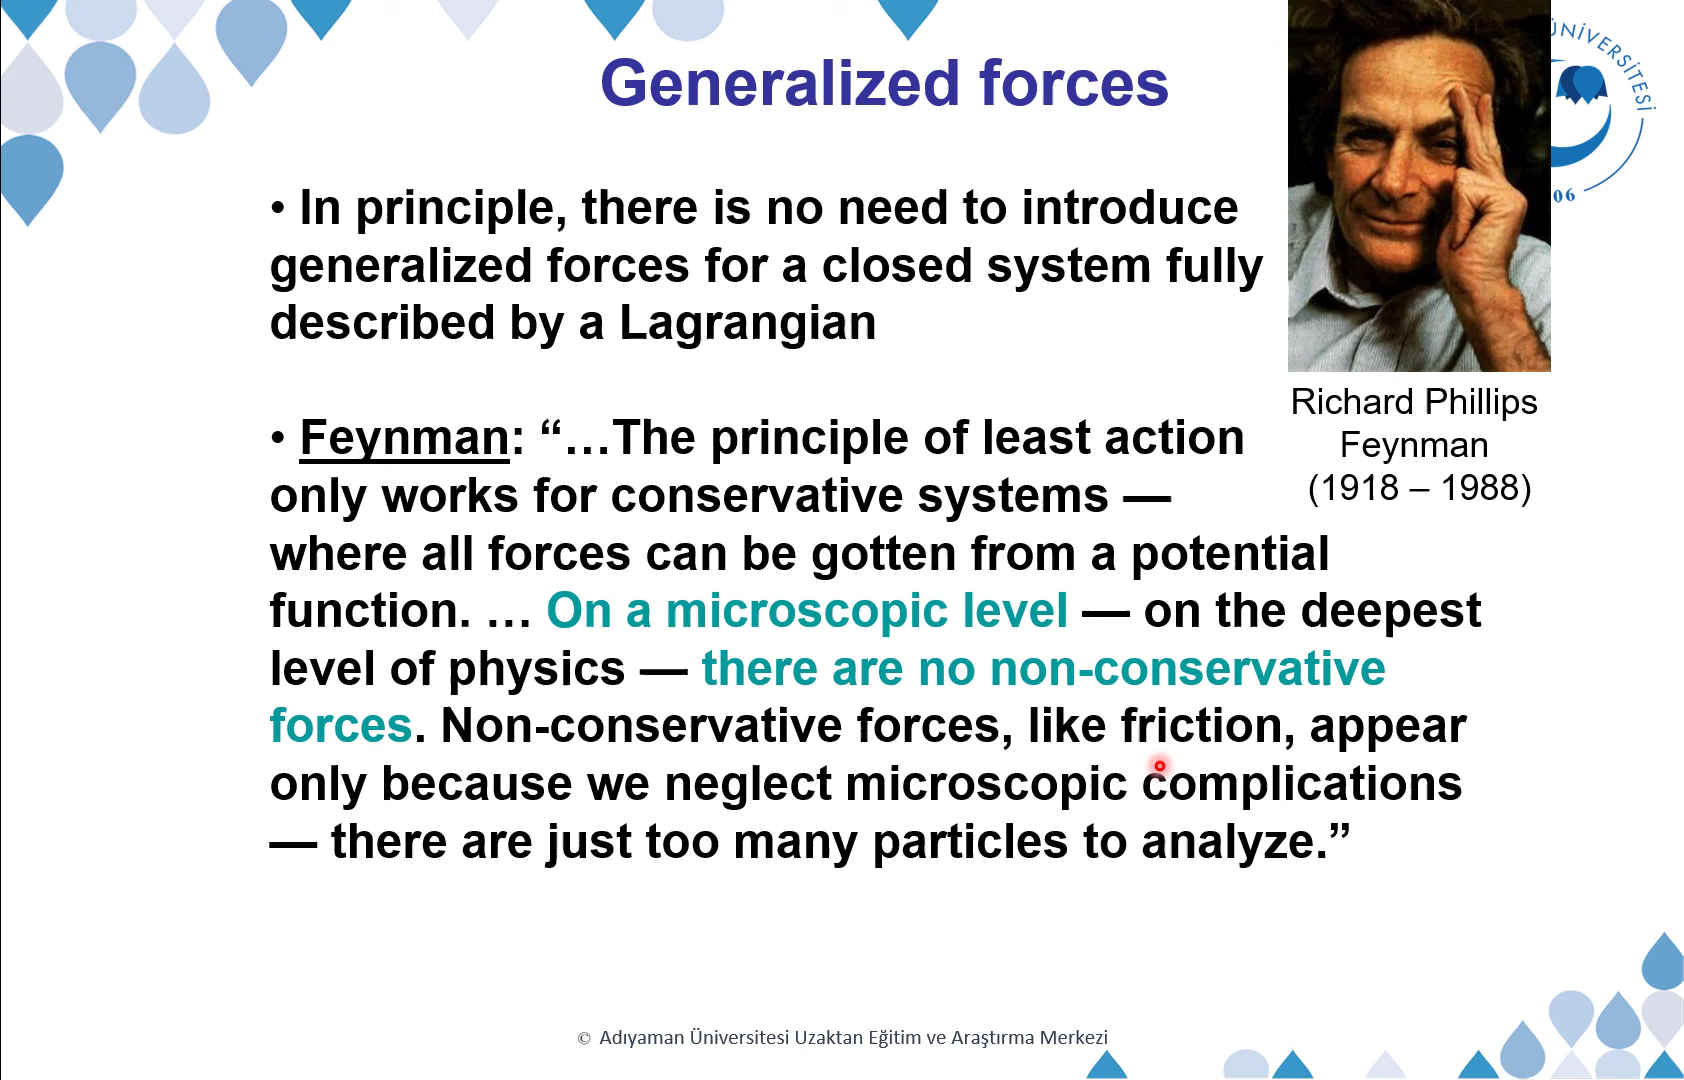 Generalized forces
ÜNİVERSİTESİ
06
• In principle, there is no need to introduce
generalized forces for a closed system fully
described by a Lagrangian
Richard Phillips
Feynman
(1918 – 1988)
• Feynman: “…The principle of least action
only works for conservative systems —
where all forces can be gotten from a potential
function. … On a microscopic level — on the deepest
level of physics — there are no non-conservative
forces. Non-conservative forces, like friction, appear
only because we neglect microscopic complications
— there are just too many particles to analyze.”
© Adıyaman Üniversitesi Uzaktan Eğitim ve Araştırma Merkezi